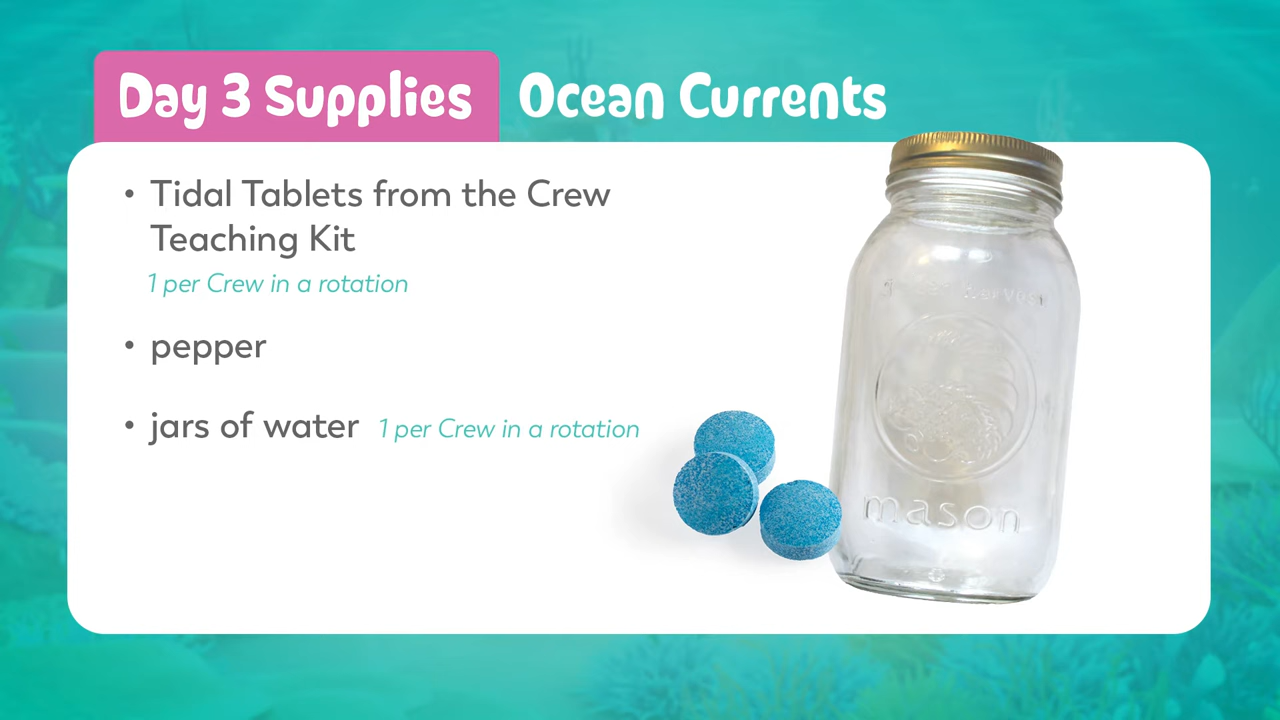 Day 3 Supplies Ocean Currents
• Tidal Tablets from the Crew
Teaching Kit
1 per Crew in a rotation
• pepper
• jars of water 1 per Crew in a rotation
mason